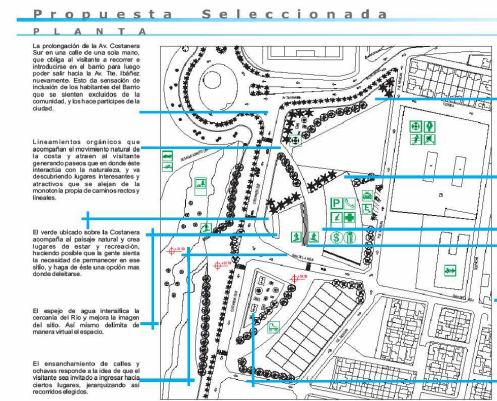 Propuesta Seleccionada
PLANTA
La prolongación de la Av. Costanera
Sur en una calle de una sola mano,
que obliga al visitante a recorrer e
introducirse en el barrio para luego
poder salir hacia la Av. Tte. Ibáñez
nuevamente. Esto da sensación de
inclusión de los habitantes del Barrio
que se sienten excluidos de la
comunidad, y los hace partícipes de la
ciudad.
Lineamientos orgánicos que
acompañan el movimiento natural de
la costa y atraen al visitante
generando paseos que en donde éste
interactúa con la naturaleza, y va
descubriendo lugares interesantes y
atractivos que se alejan de la
monotonía propia de caminos rectos y
lineales.
El verde ubicado sobre la Costanera
acompaña al paisaje natural y crea
lugares de estar y recreación,
haciendo posible que la gente sienta
la necesidad de permanecer en ese
sitio, y haga de éste una opción mas
donde deleitarse.
El espejo de agua intensifica la
cercanía del Río y mejora la imagen
del sitio. Así mismo delimita de
manera virtual el espacio.
El ensanchamiento de calles y
ochavas responde a la idea de que el
visitante sea invitado a ingresar hacia
ciertos lugares, jerarquizando así
recorridos elegidos.
P